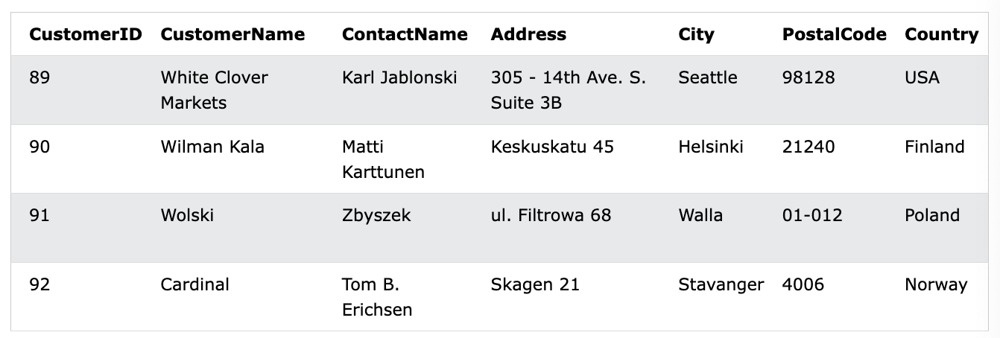 CustomerID CustomerName ContactName Address City PostalCode Country
89 White Clover Karl Jablonski 305 - 14th Ave. S. Seattle 98128 USA
Markets Suite 3B
90 Wilman Kala Matti Keskuskatu 45 Helsinki 21240 Finland
Karttunen
91 Wolski Zbyszek ul. Filtrowa 68 Walla 01-012 Poland
92 Cardinal Tom B. Skagen 21 Stavanger 4006 Norway
Erichsen